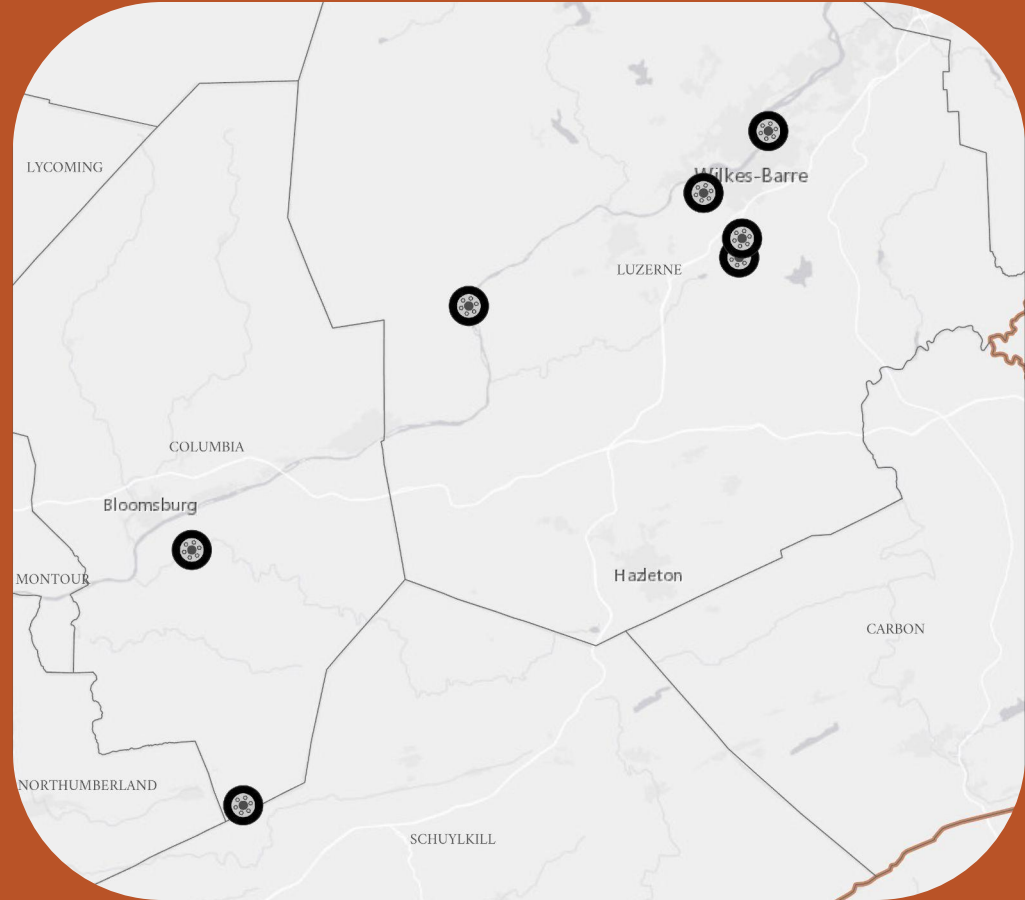 LYCOMING
Wilkes-Barre
LUZERNE
COLUMBIA
Bloomsburg
Hazleton
MONTOUR
CARBON
NORTHUMBERLAND
SCHUYLKILL